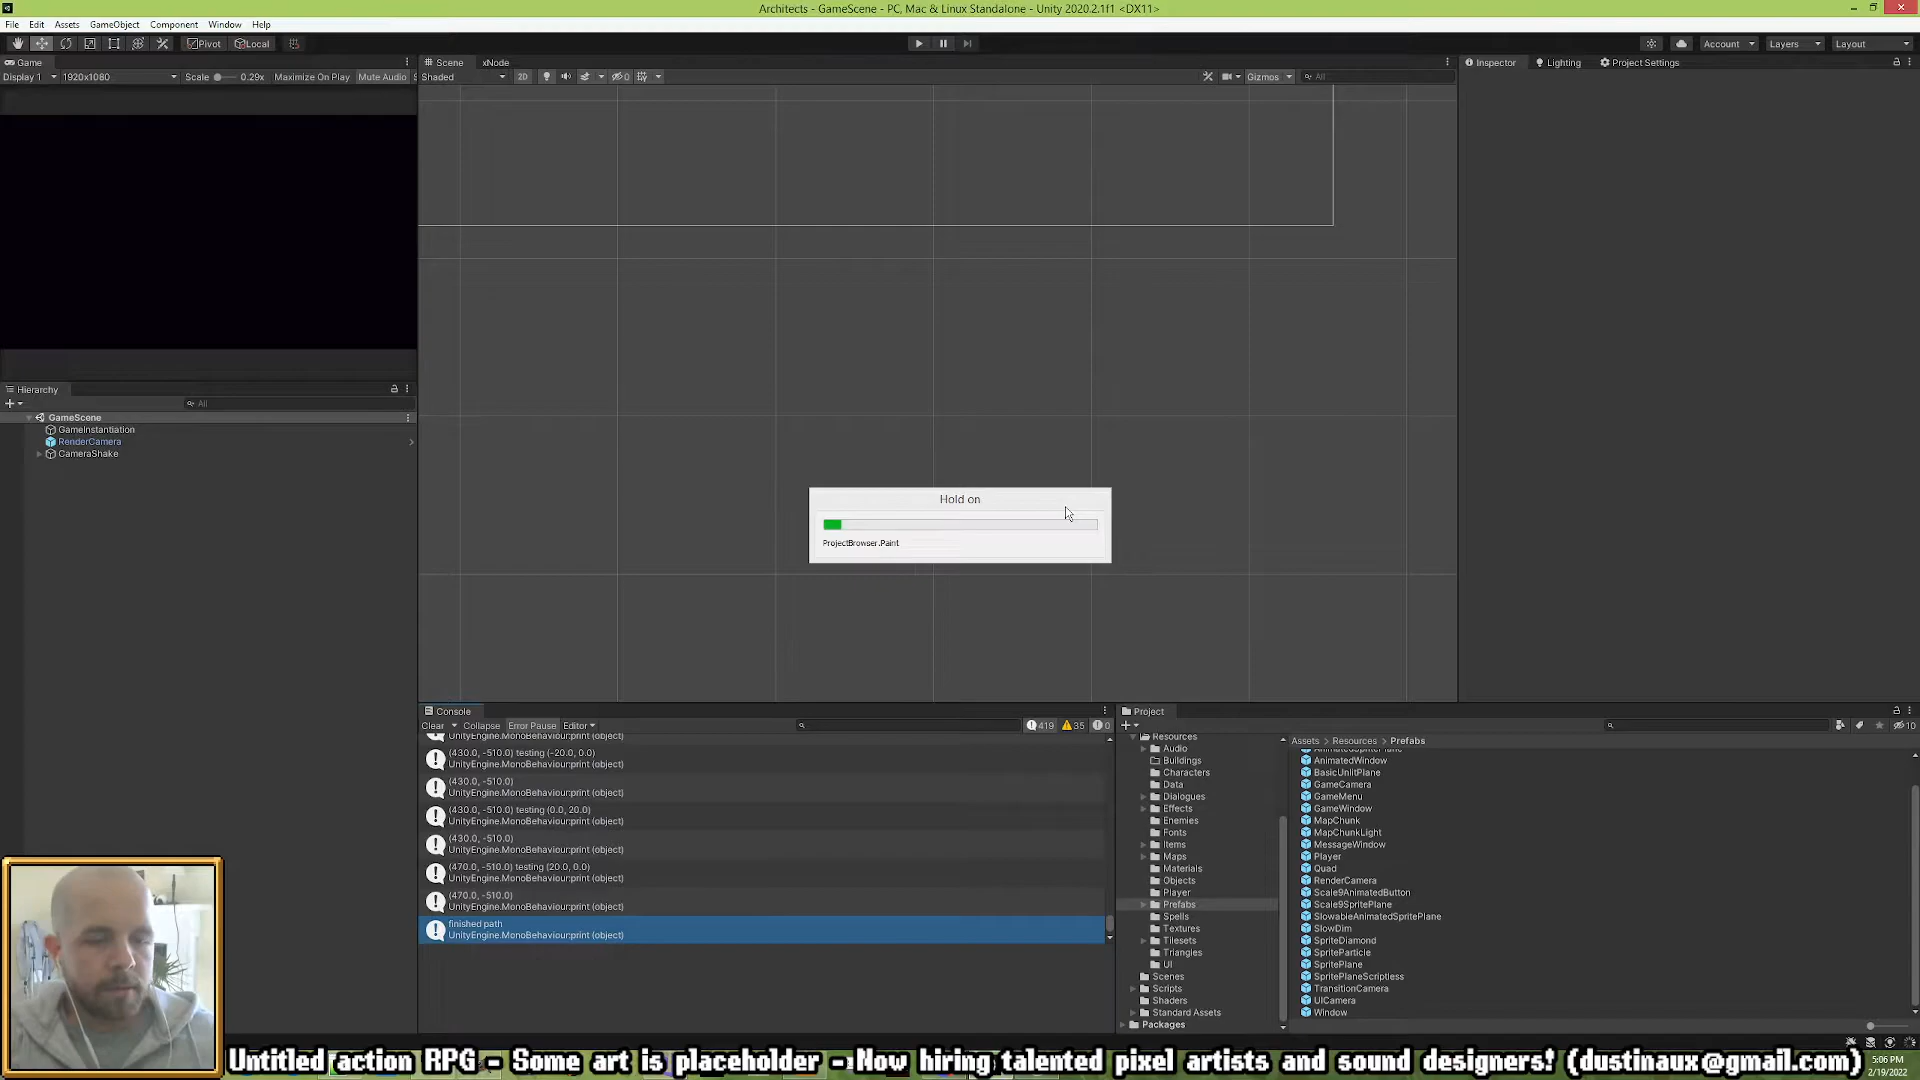 Architects - GameScene - PC, Mac & Linux Standalone - Unity 2020.2.1f1 <DX11>
File Edit Assets GameObject Component Window Help
Pivot Local
Account Layers Layout
Game
Display 1 1920x1080 Scale 0.29x Maximize On Play Mute Audio
Scene xNode
Shaded 2D 0 Gizmos All
Inspector Lighting Project Settings
Hierarchy
All
GameScene
GameInstantiation
RenderCamera
CameraShake
Hold on
ProjectBrowser.Paint
Console
Clear Collapse Error Pause Editor 419 35 0
UnityEngine.MonoBehaviour:print (object)
(430.0, -510.0) testing (-20.0, 0.0)
UnityEngine.MonoBehaviour:print (object)
(430.0, -510.0)
UnityEngine.MonoBehaviour:print (object)
(430.0, -510.0) testing (0.0, 20.0)
UnityEngine.MonoBehaviour:print (object)
(430.0, -510.0)
UnityEngine.MonoBehaviour:print (object)
(470.0, -510.0) testing (20.0, 0.0)
UnityEngine.MonoBehaviour:print (object)
(470.0, -510.0)
UnityEngine.MonoBehaviour:print (object)
finished path
UnityEngine.MonoBehaviour:print (object)
Project
10
Resources
Audio
Buildings
Characters
Data
Dialogues
Effects
Enemies
Fonts
Items
Maps
Materials
Objects
Player
Prefabs
Spells
Textures
Tilesets
Triangles
UI
Scenes
Scripts
Shaders
Standard Assets
Packages
Assets > Resources > Prefabs
AnimatedSpritePlane
AnimatedWindow
BasicUnlitPlane
GameCamera
GameMenu
GameWindow
MapChunk
MapChunkLight
MessageWindow
Player
Quad
RenderCamera
Scale9AnimatedButton
Scale9SpritePlane
SlowableAnimatedSpritePlane
SlowDim
SpriteDiamond
SpriteParticle
SpritePlane
SpritePlaneScriptless
TransitionCamera
UICamera
Window
Untitled action RPG - Some art is placeholder - Now hiring talented pixel artists and sound designers! (dustinaux@gmail.com)
5:06 PM
2/19/2022